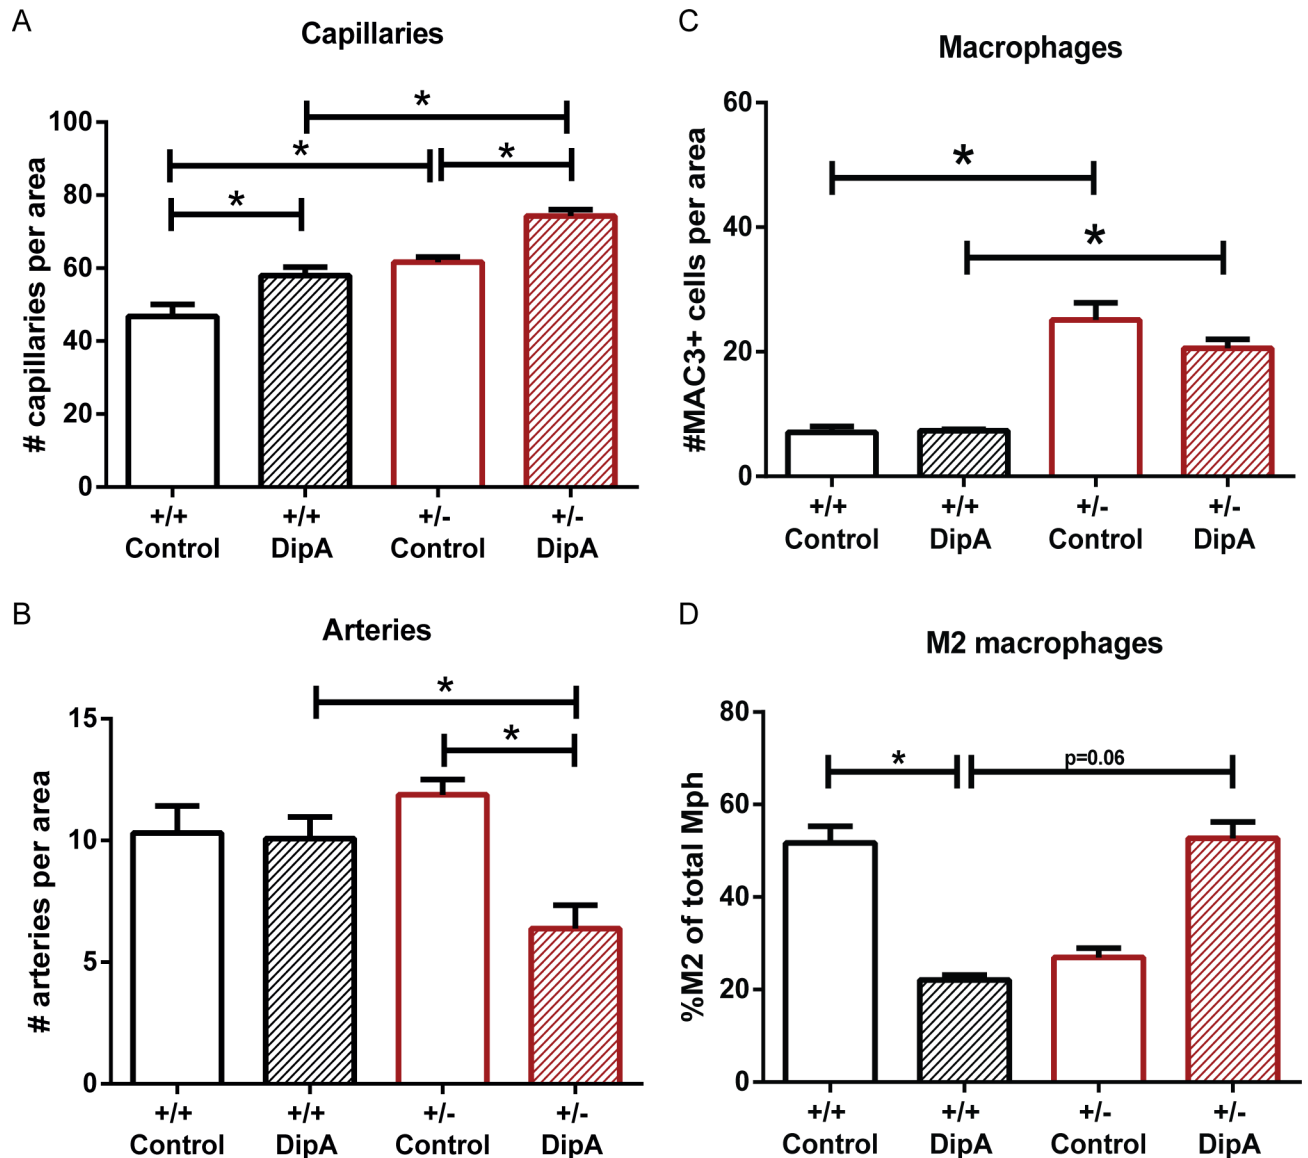 A
Capillaries
# capillaries per area
100
80
60
40
20
0
*
*
*
*
+/+
Control
+/+
DipA
+/-
Control
+/-
DipA
C
Macrophages
#MAC3+ cells per area
60
40
20
0
*
*
+/+
Control
+/+
DipA
+/-
Control
+/-
DipA
B
Arteries
# arteries per area
15
10
5
0
*
*
+/+
Control
+/+
DipA
+/-
Control
+/-
DipA
D
M2 macrophages
%M2 of total Mph
80
60
40
20
0
*
p=0.06
+/+
Control
+/+
DipA
+/-
Control
+/-
DipA